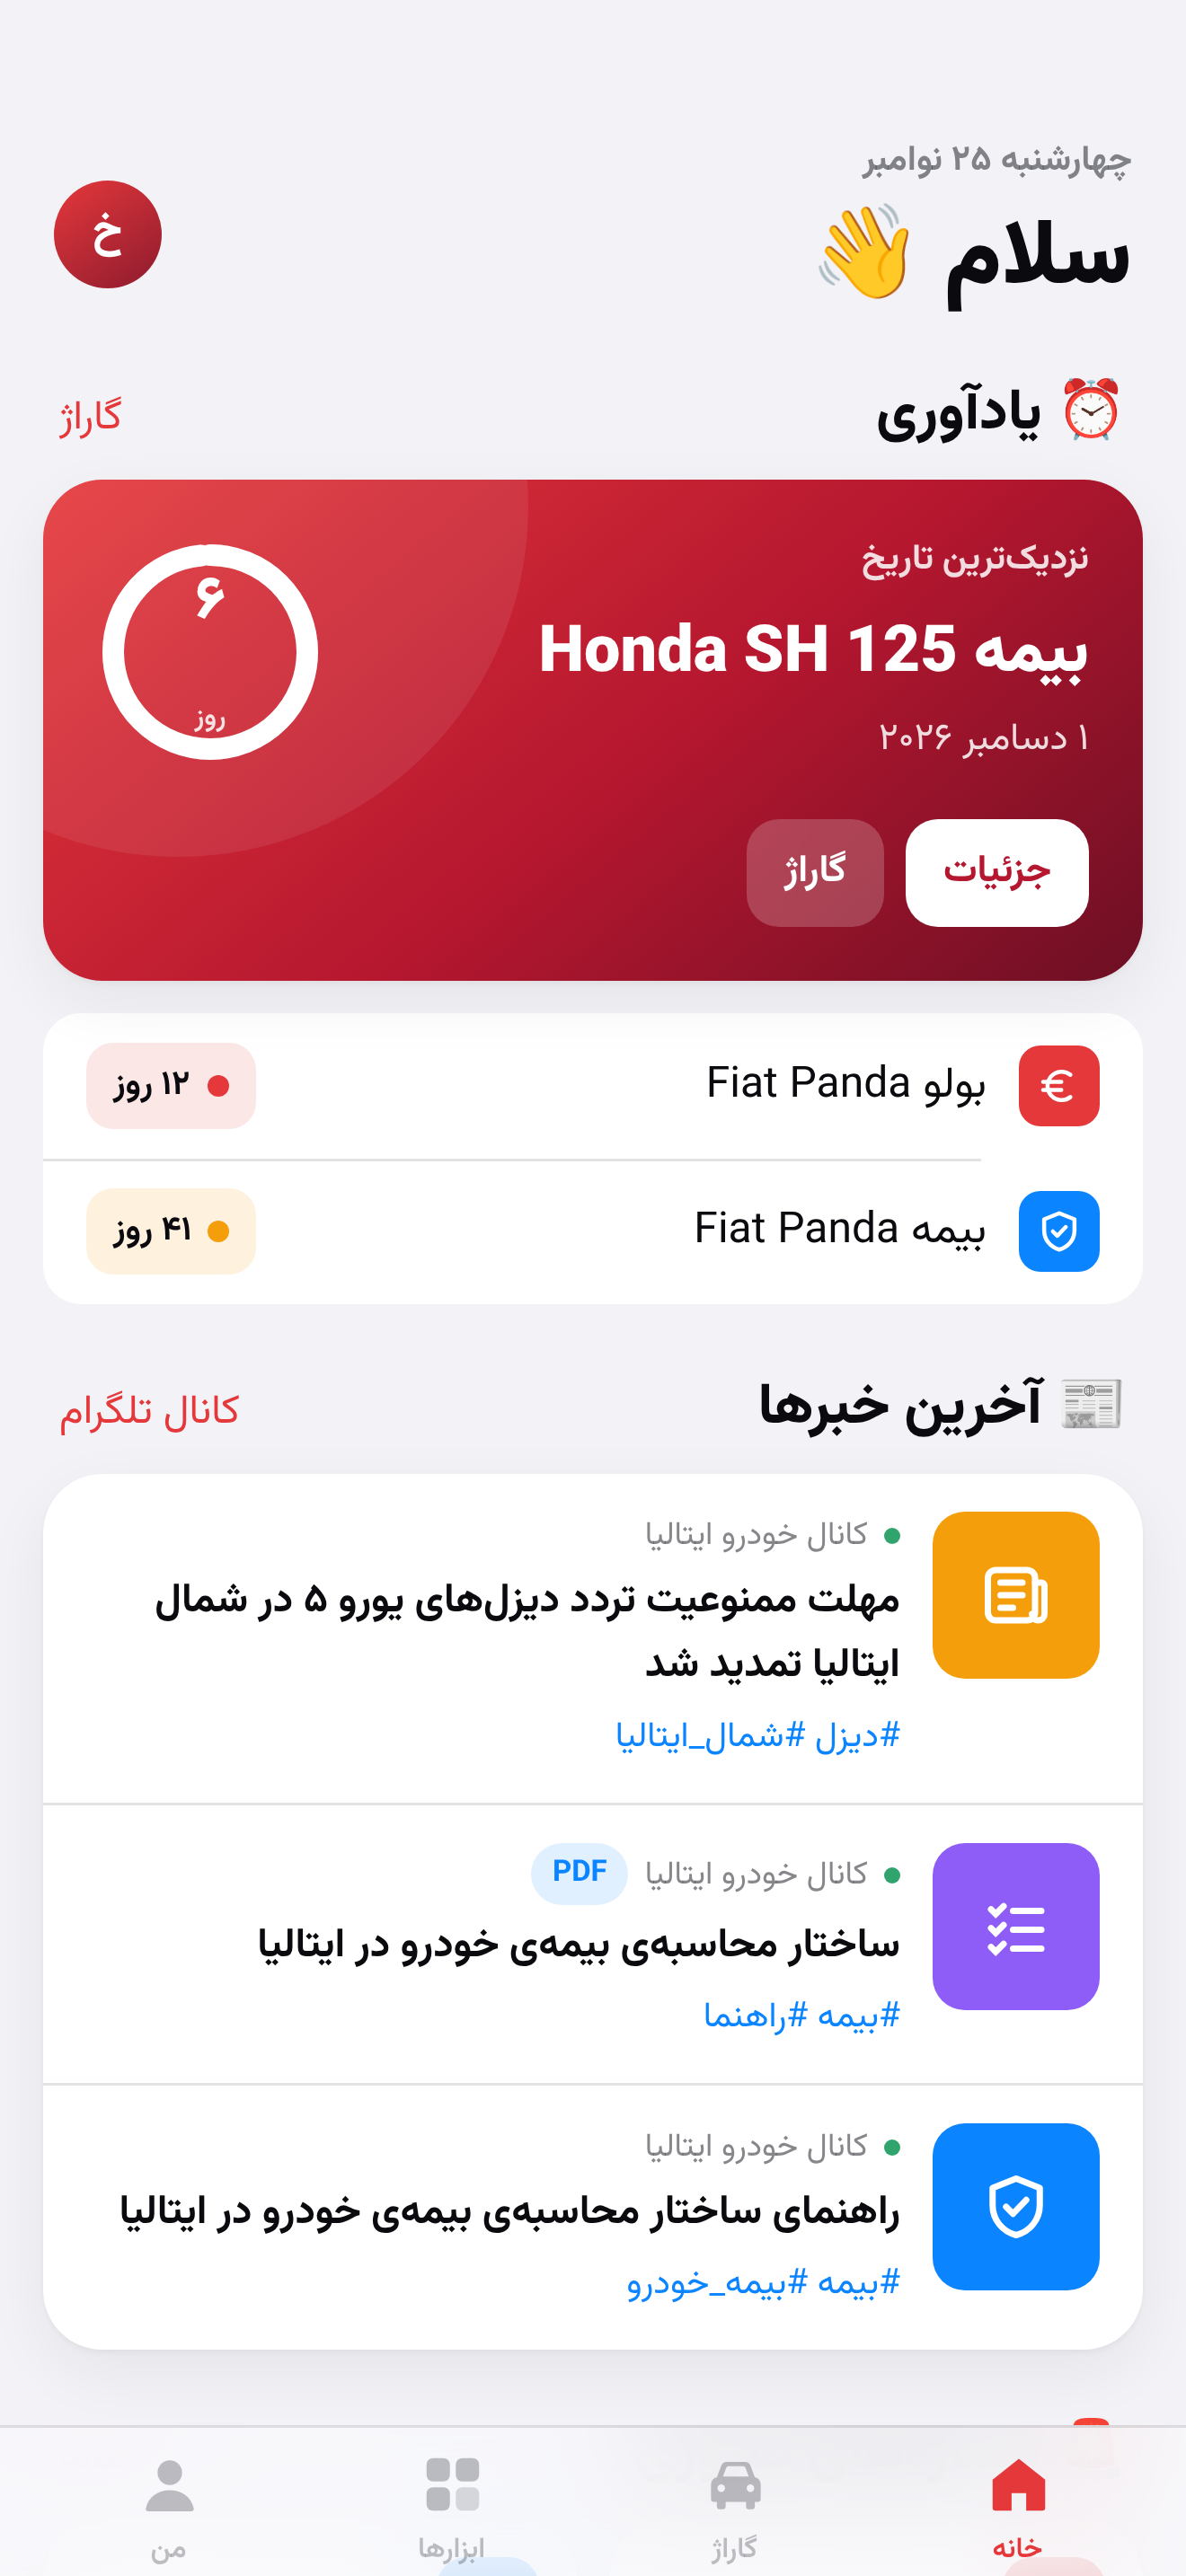 چهارشنبه ۲۵ نوامبر
سلام 👋
خ
⏰ یادآوری
گاراژ
نزدیک‌ترین تاریخ
بیمه Honda SH 125
۱ دسامبر ۲۰۲۶
۶
روز
جزئیات
گاراژ
بولو Fiat Panda
۱۲ روز
بیمه Fiat Panda
۴۱ روز
📰 آخرین خبرها
کانال تلگرام
کانال خودرو ایتالیا
مهلت ممنوعیت تردد دیزل‌های یورو ۵ در شمال
ایتالیا تمدید شد
#دیزل #شمال_ایتالیا
کانال خودرو ایتالیا PDF
ساختار محاسبه‌ی بیمه‌ی خودرو در ایتالیا
#بیمه #راهنما
کانال خودرو ایتالیا
راهنمای ساختار محاسبه‌ی بیمه‌ی خودرو در ایتالیا
#بیمه #بیمه_خودرو
خانه
گاراژ
ابزارها
من